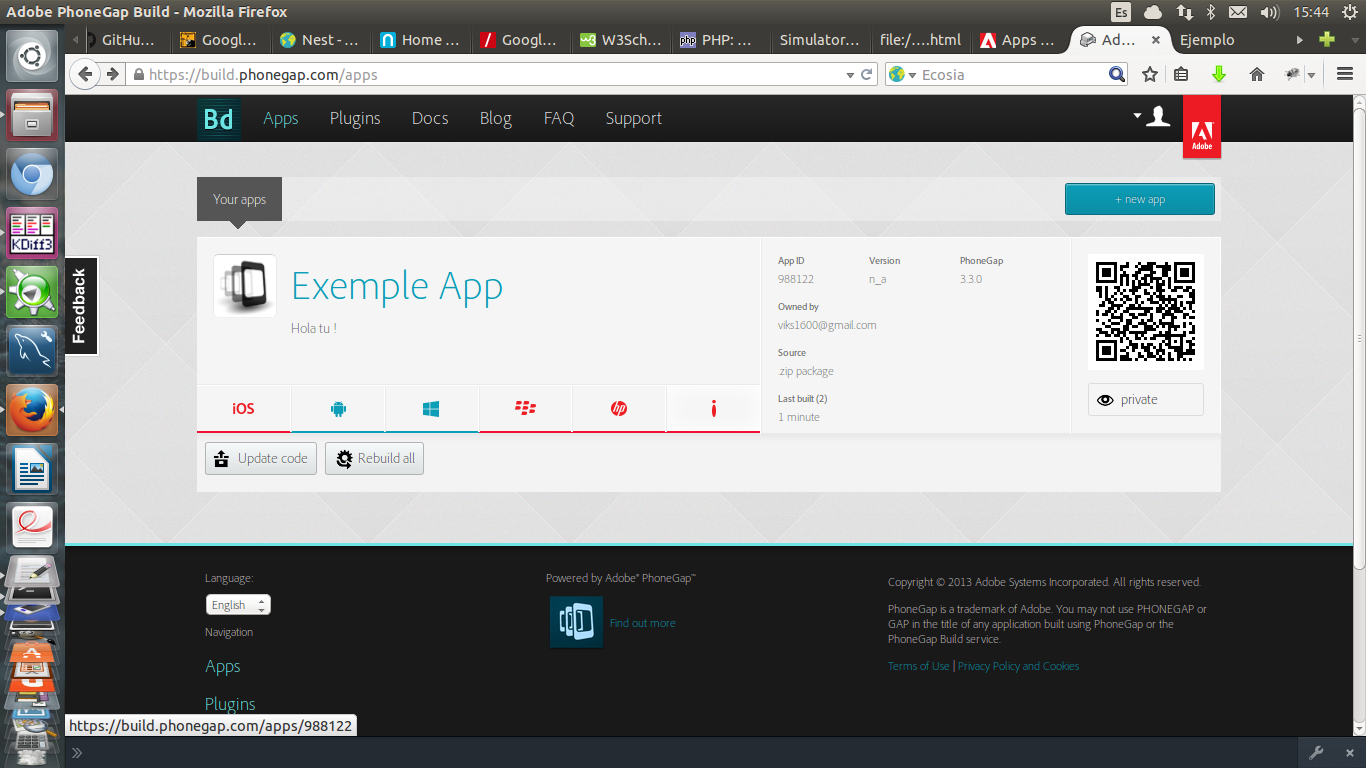 Adobe PhoneGap Build - Mozilla Firefox
Es
15:44
GitHu...
Googl...
Nest - ...
Home ...
Googl...
W3Sch...
PHP: ...
Simulator...
file:/....html
Apps ...
Ad...
Ejemplo
https://build.phonegap.com/apps
Ecosia
Bd
Apps
Plugins
Docs
Blog
FAQ
Support
Adobe
Your apps
+ new app
KDiff3
Feedback
Exemple App
Hola tu !
App ID
Version
PhoneGap
988122
n_a
3.3.0
Owned by
viks1600@gmail.com
Source
.zip package
Last built (2)
1 minute
private
iOS
hp
Update code
Rebuild all
Language:
English
Navigation
Apps
Plugins
Powered by Adobe® PhoneGap™
Find out more
Copyright © 2013 Adobe Systems Incorporated. All rights reserved.
PhoneGap is a trademark of Adobe. You may not use PHONEGAP or
GAP in the title of any application built using PhoneGap or the
PhoneGap Build service.
Terms of Use | Privacy Policy and Cookies
https://build.phonegap.com/apps/988122